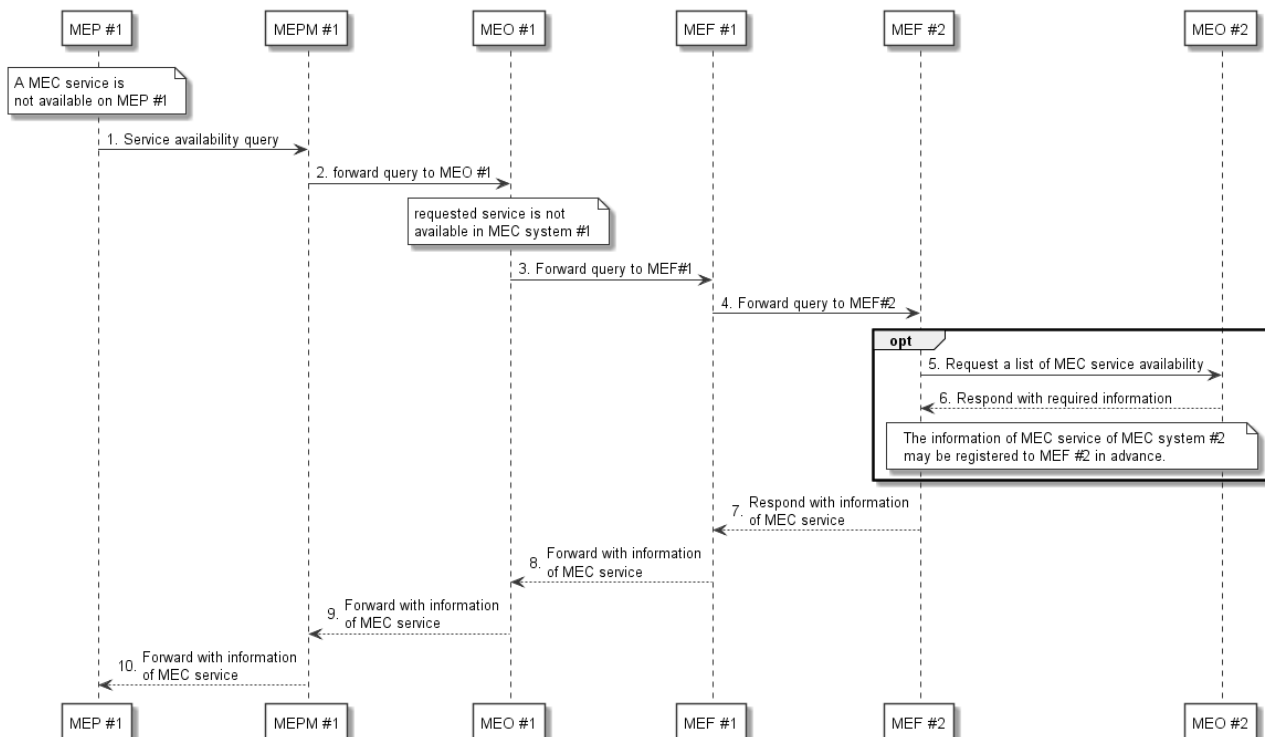 MEP #1 MEPM #1 MEO #1 MEF #1 MEF #2 MEO #2
A MEC service is
not available on MEP #1
1. Service availability query
2. forward query to MEO #1
requested service is not
available in MEC system #1
3. Forward query to MEF#1
4. Forward query to MEF#2
opt
5. Request a list of MEC service availability
6. Respond with required information
The information of MEC service of MEC system #2
may be registered to MEF #2 in advance.
7. Respond with information
of MEC service
8. Forward with information
of MEC service
9. Forward with information
of MEC service
10. Forward with information
of MEC service
MEP #1 MEPM #1 MEO #1 MEF #1 MEF #2 MEO #2